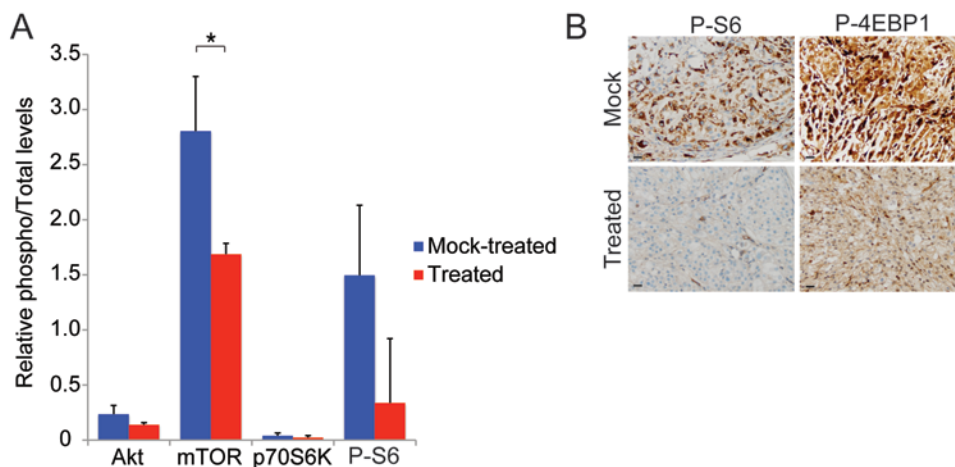 A
Relative phospho/Total levels
3.5
3.0
2.5
2.0
1.5
1.0
0.5
0
*
Akt
mTOR
p70S6K
P-S6
Mock-treated
Treated
B
P-S6
P-4EBP1
Mock
Treated